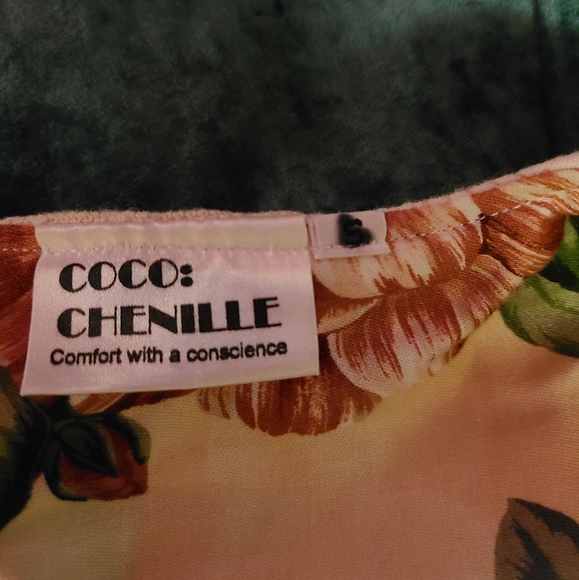 COCO:
CHENILLE
Comfort with a conscience
S